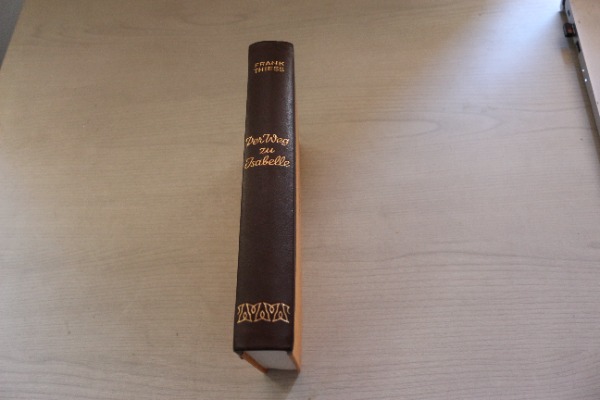 FRANK
THIESS
Der Weg
zu
Isabelle